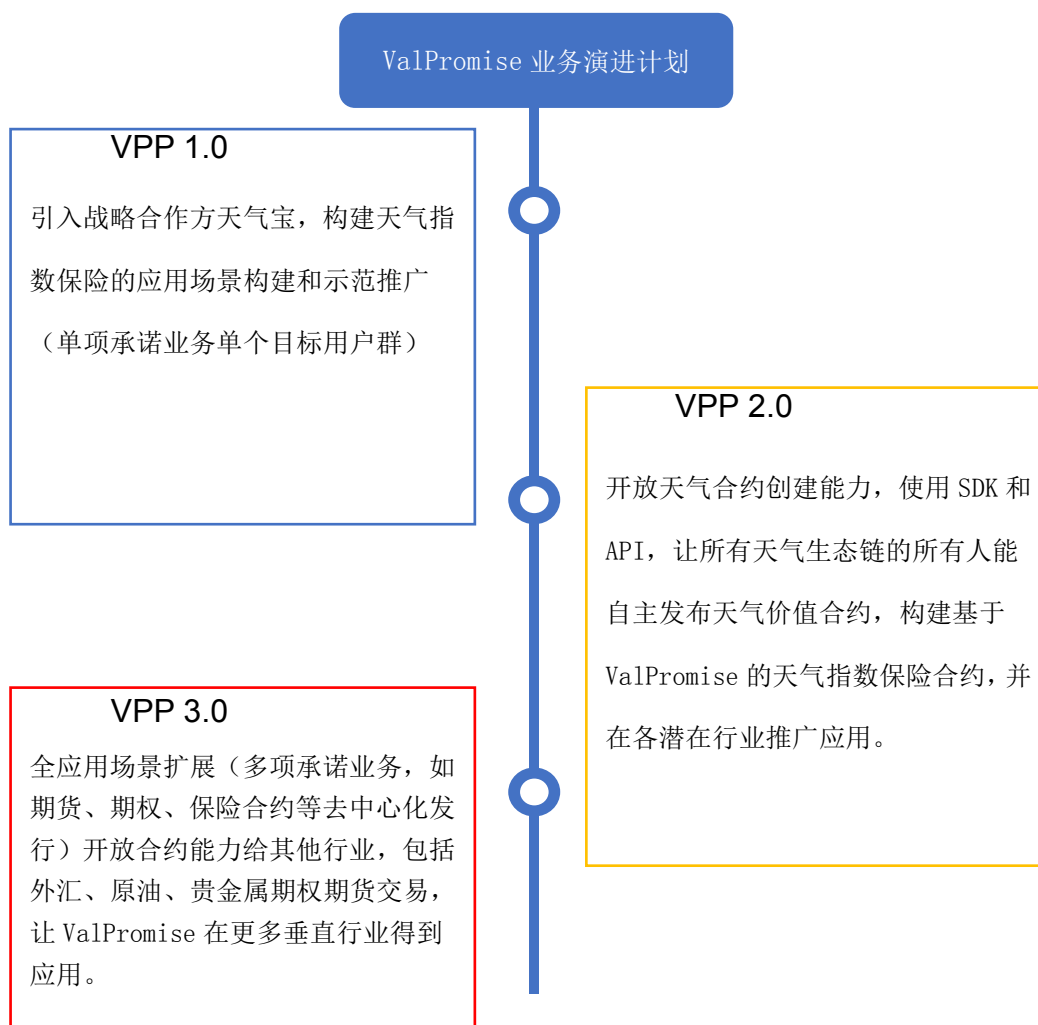 ValPromise 业务演进计划
VPP 1.0
引入战略合作方天气宝，构建天气指
数保险的应用场景构建和示范推广
（单项承诺业务单个目标用户群）
VPP 2.0
开放天气合约创建能力，使用 SDK 和
API，让所有天气生态链的所有人能
自主发布天气价值合约，构建基于
ValPromise 的天气指数保险合约，并
在各潜在行业推广应用。
VPP 3.0
全应用场景扩展（多项承诺业务，如
期货、期权、保险合约等去中心化发
行）开放合约能力给其他行业，包括
外汇、原油、贵金属期权期货交易，
让 ValPromise 在更多垂直行业得到
应用。